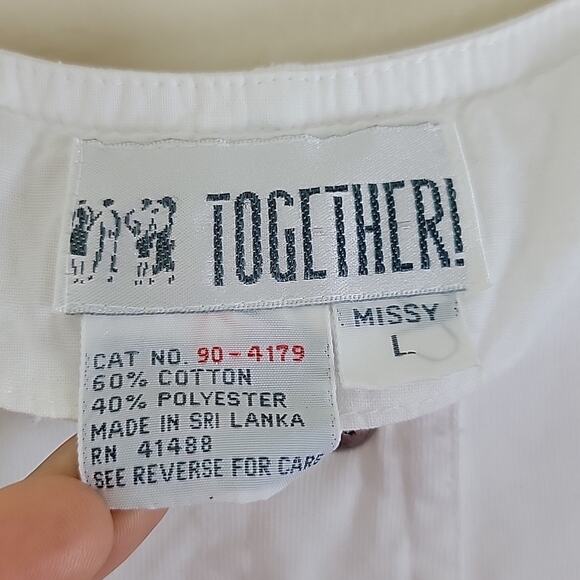 TOGETHER!
MISSY
L
CAT NO. 90-4179
60% COTTON
40% POLYESTER
MADE IN SRI LANKA
RN 41488
SEE REVERSE FOR CARE